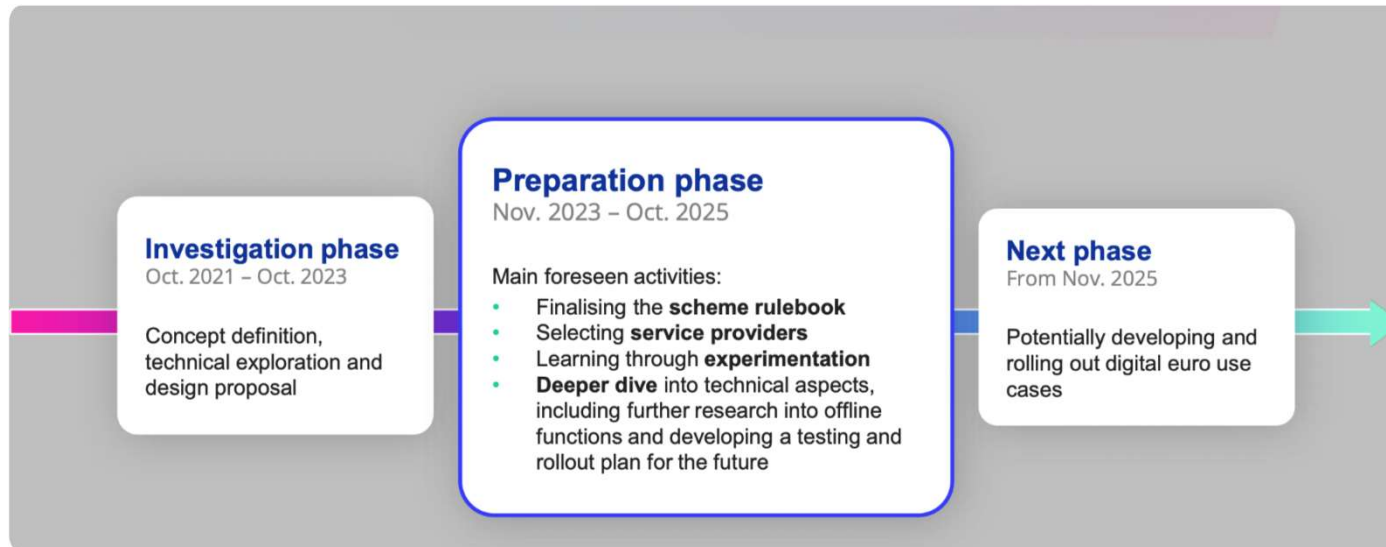 Investigation phase
Oct. 2021 – Oct. 2023
Concept definition,
technical exploration and
design proposal
Preparation phase
Nov. 2023 – Oct. 2025
Main foreseen activities:
• Finalising the scheme rulebook
• Selecting service providers
• Learning through experimentation
• Deeper dive into technical aspects,
including further research into offline
functions and developing a testing and
rollout plan for the future
Next phase
From Nov. 2025
Potentially developing and
rolling out digital euro use
cases